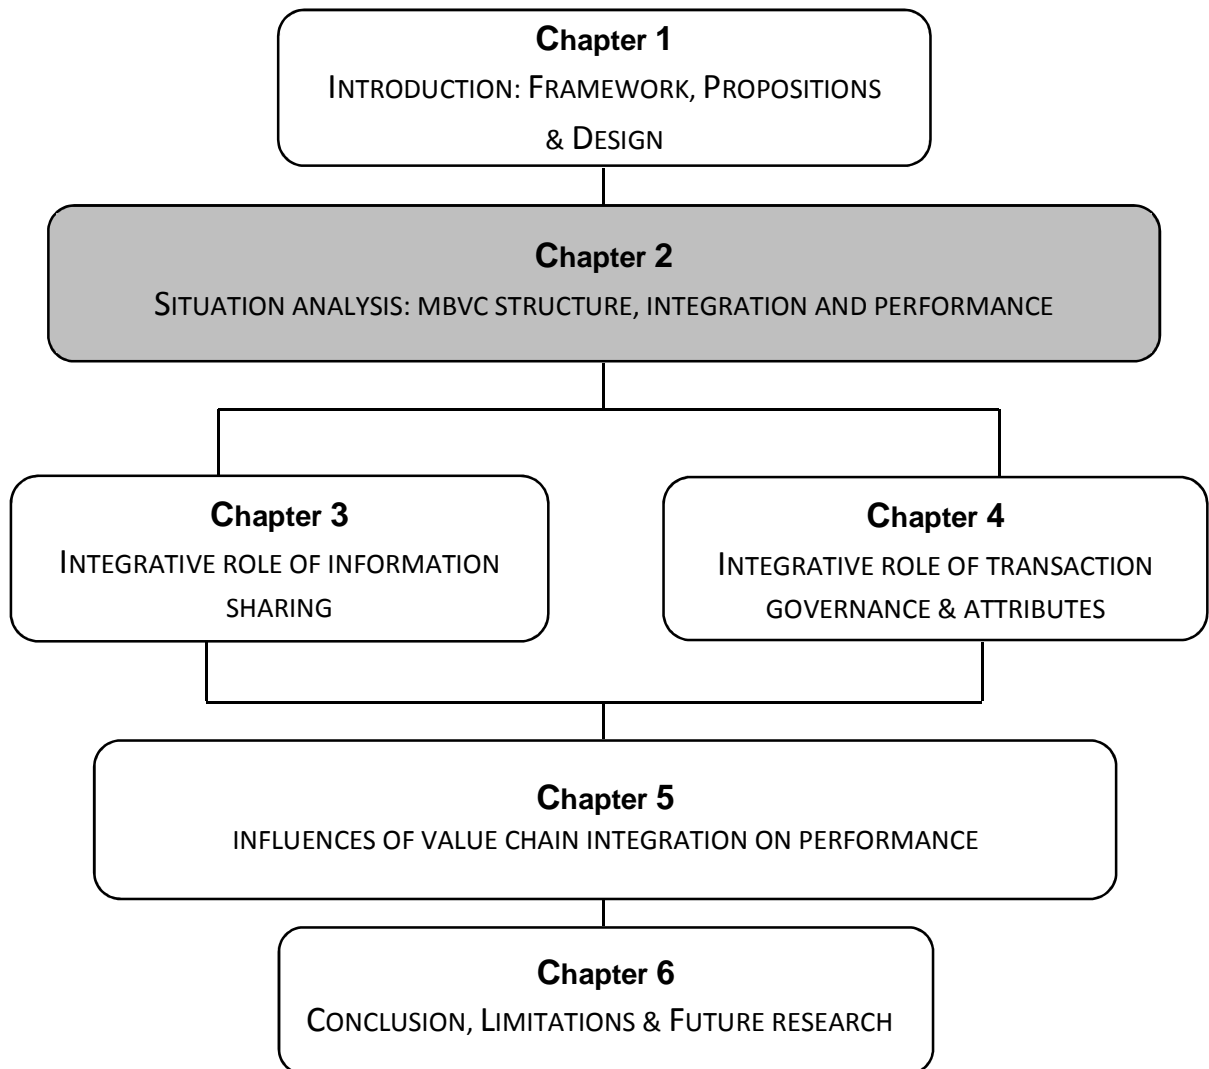 Chapter 1
INTRODUCTION: FRAMEWORK, PROPOSITIONS
& DESIGN
Chapter 2
SITUATION ANALYSIS: MBVC STRUCTURE, INTEGRATION AND PERFORMANCE
Chapter 3
INTEGRATIVE ROLE OF INFORMATION
SHARING
Chapter 4
INTEGRATIVE ROLE OF TRANSACTION
GOVERNANCE & ATTRIBUTES
Chapter 5
INFLUENCES OF VALUE CHAIN INTEGRATION ON PERFORMANCE
Chapter 6
CONCLUSION, LIMITATIONS & FUTURE RESEARCH